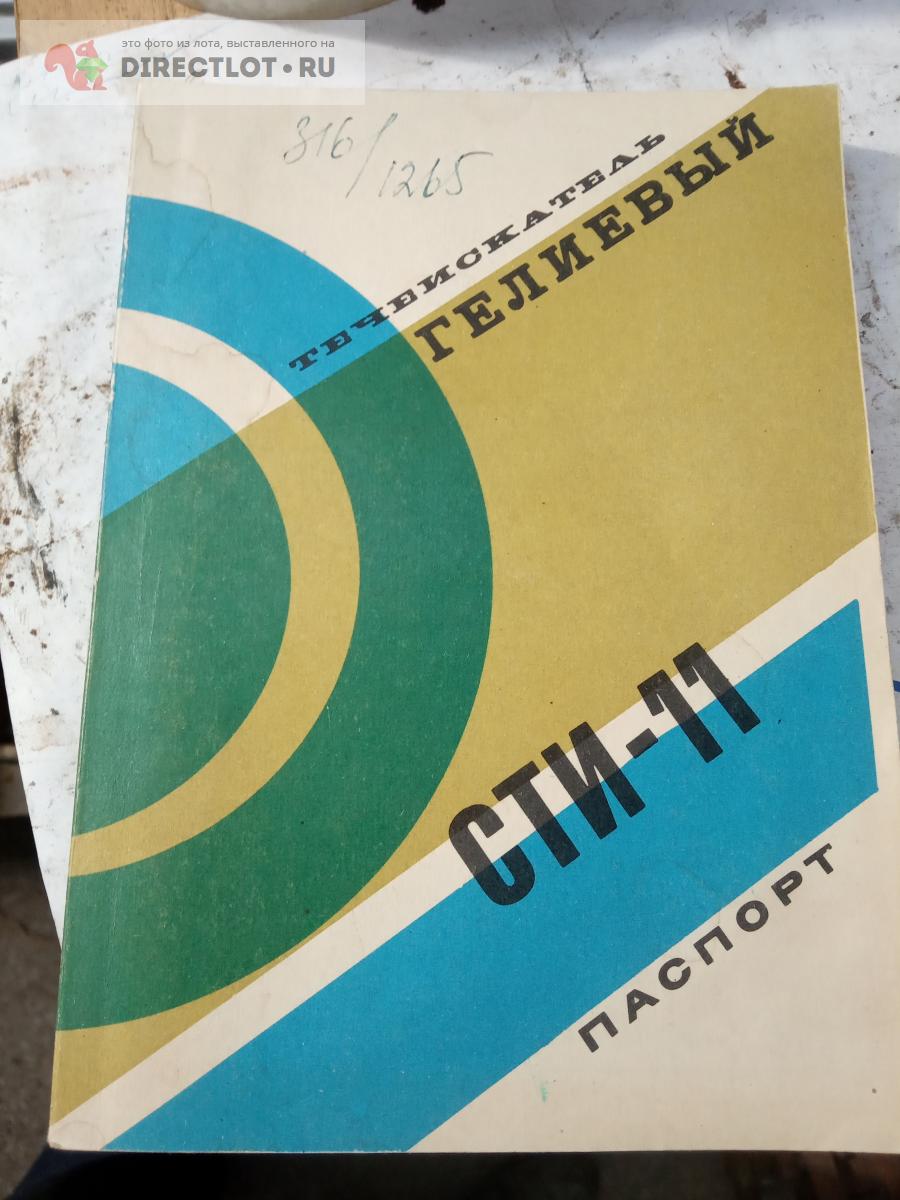 это фото из лота, выставленного на
DIRECTLOT•RU
316/
1265
ТЕЧЕИСКАТЕЛЬ
ГЕЛИЕВЫЙ
СТИ-11
ПАСПОРТ